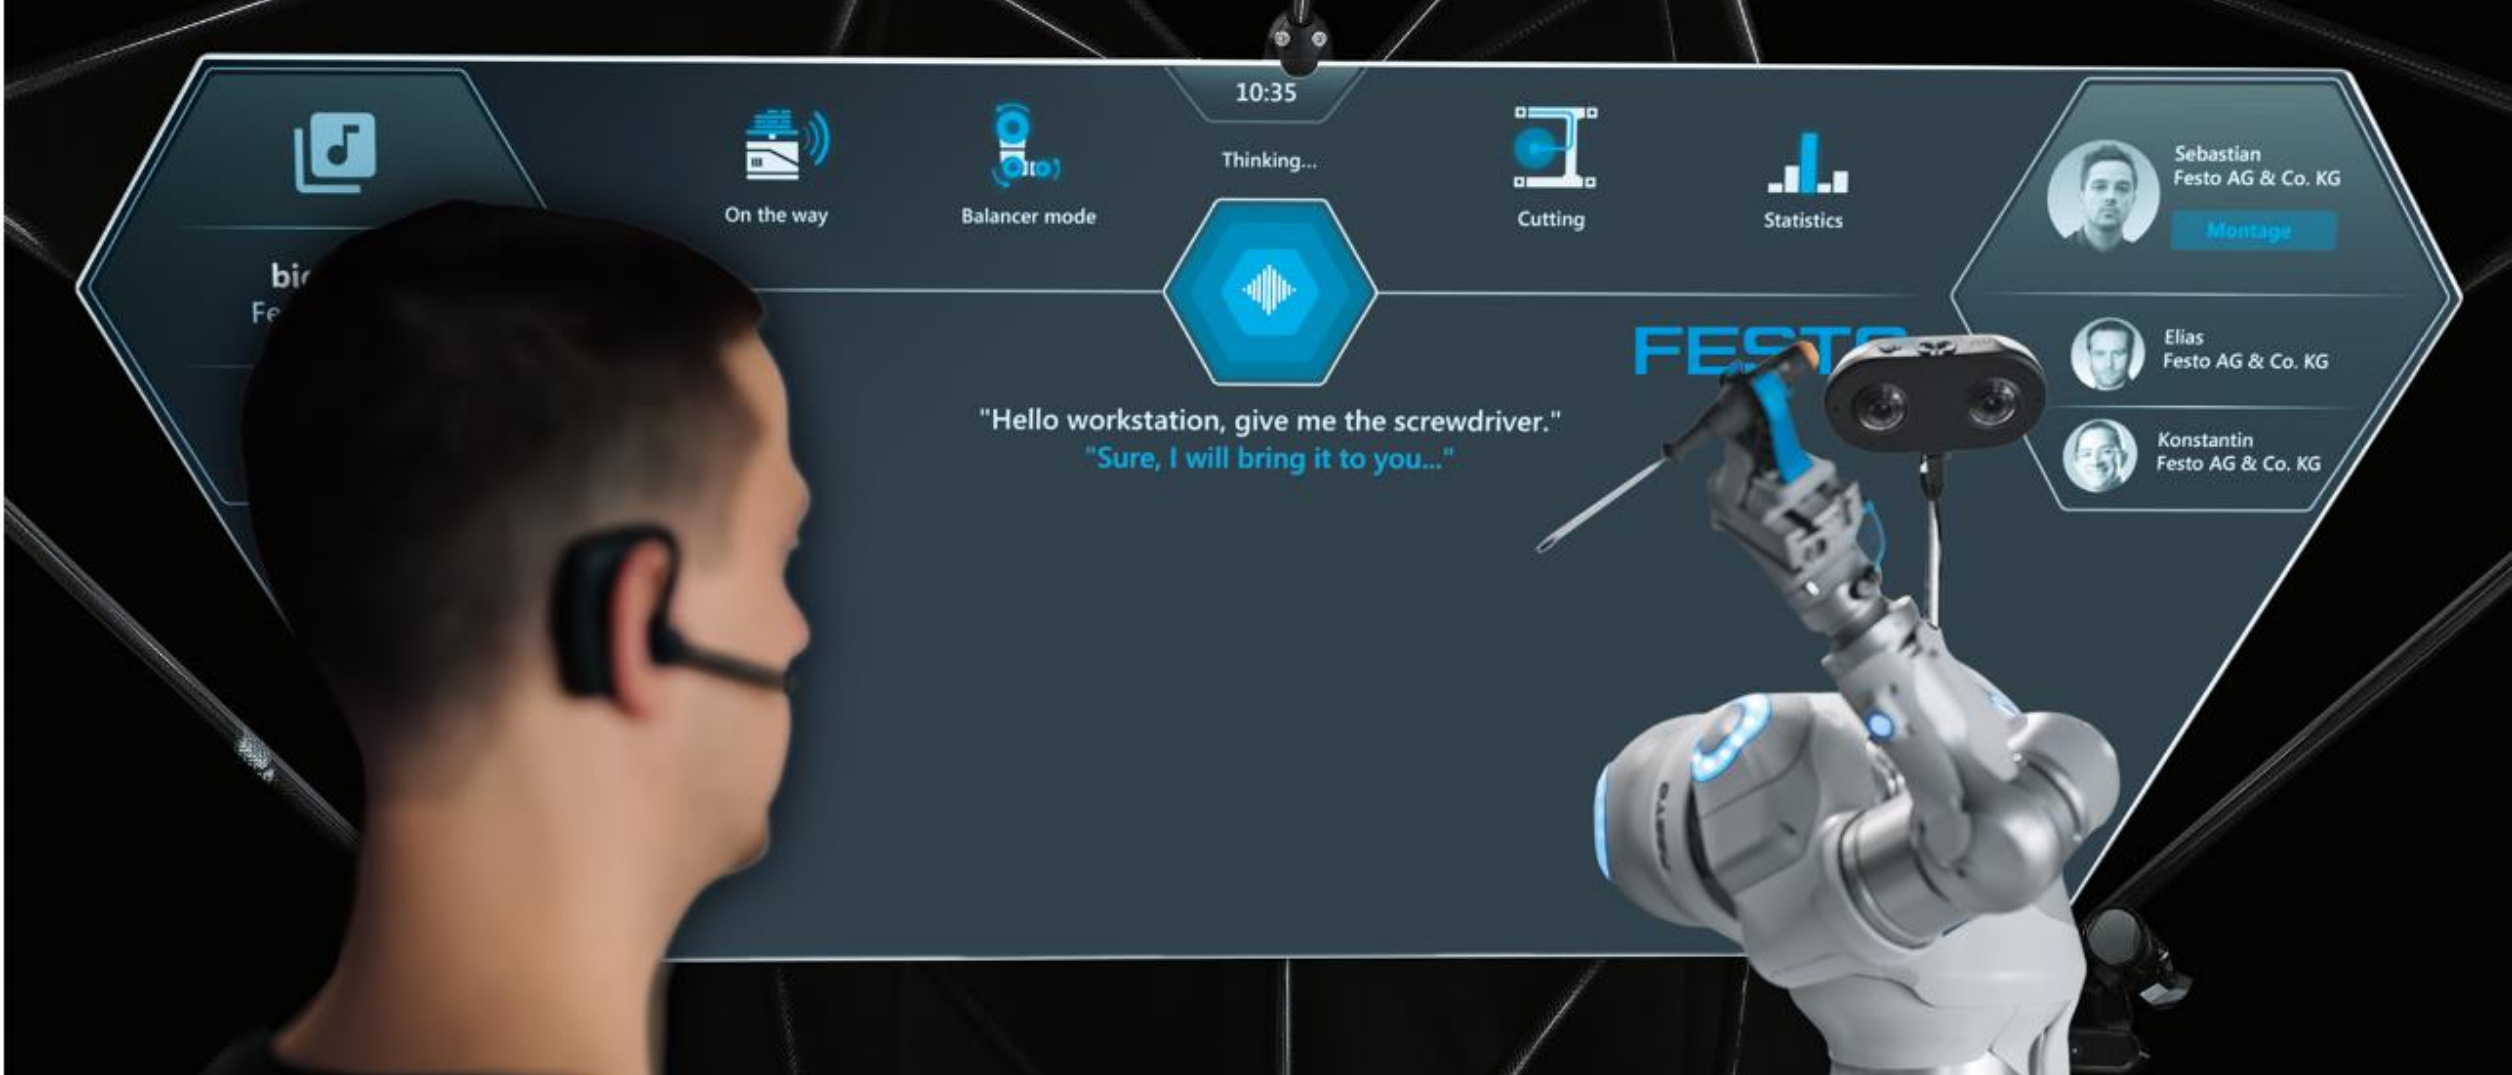 10:35
Thinking...
On the way
Balancer mode
Cutting
Statistics
Sebastian
Festo AG & Co. KG
Montage
"Hello workstation, give me the screwdriver."
"Sure, I will bring it to you..."
Elias
Festo AG & Co. KG
Konstantin
Festo AG & Co. KG